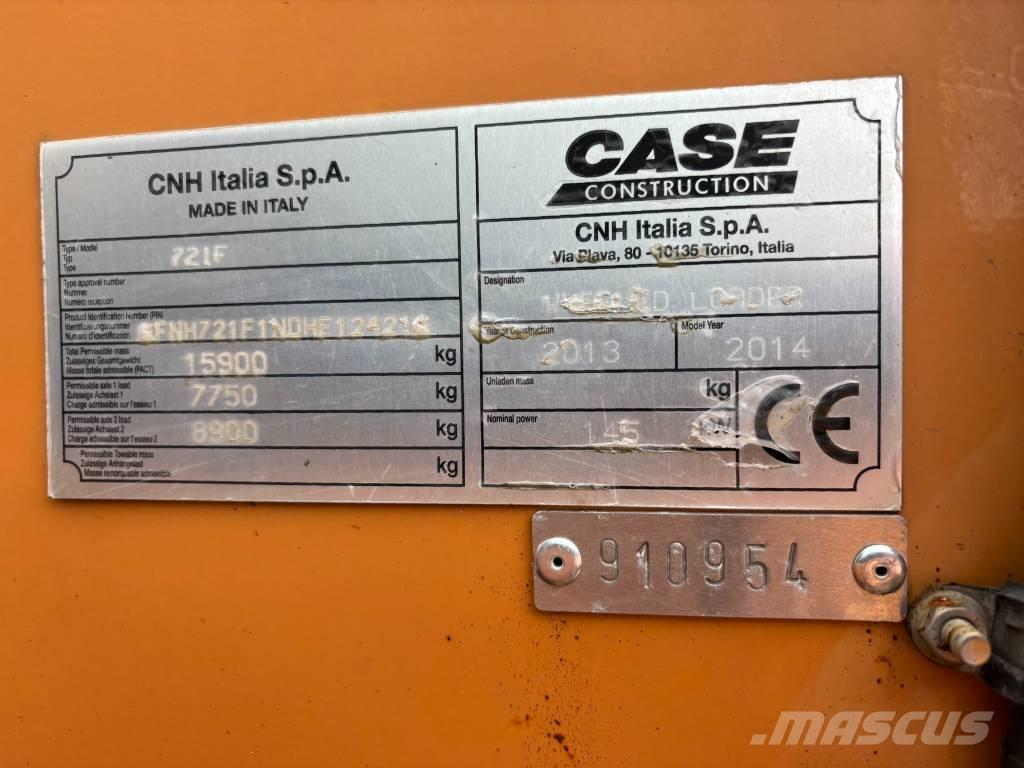 CNH Italia S.p.A.
MADE IN ITALY
Type / Model
Typ
Type
721F
Type approval number
Nummer
Numero reception
Product Identification Number (PIN)
Identifizierungsnummer
Numero d'identification
Total Permissible mass
Zulassiges Gesamtgewicht
Masse totale admissible (PACT)
15900 kg
Permissible axle 1 load
Zulassige Achslast 1
Charge admissible sur l'essieu 1
7750 kg
Permissible axle 2 load
Zulassige Achslast 2
Charge admissible sur l'essieu 2
8900 kg
Permissible Towable mass
Zulassige Anhangelast
Masse remorquable admissible
kg
CASE
CONSTRUCTION
CNH Italia S.p.A.
Via Plava, 80 - 10135 Torino, Italia
Designation
WHEELED LOADER
Year of Construction
2013
Model Year
2014
Unladen mass
kg
Nominal power
145 kW
CE
910954
MASCUS